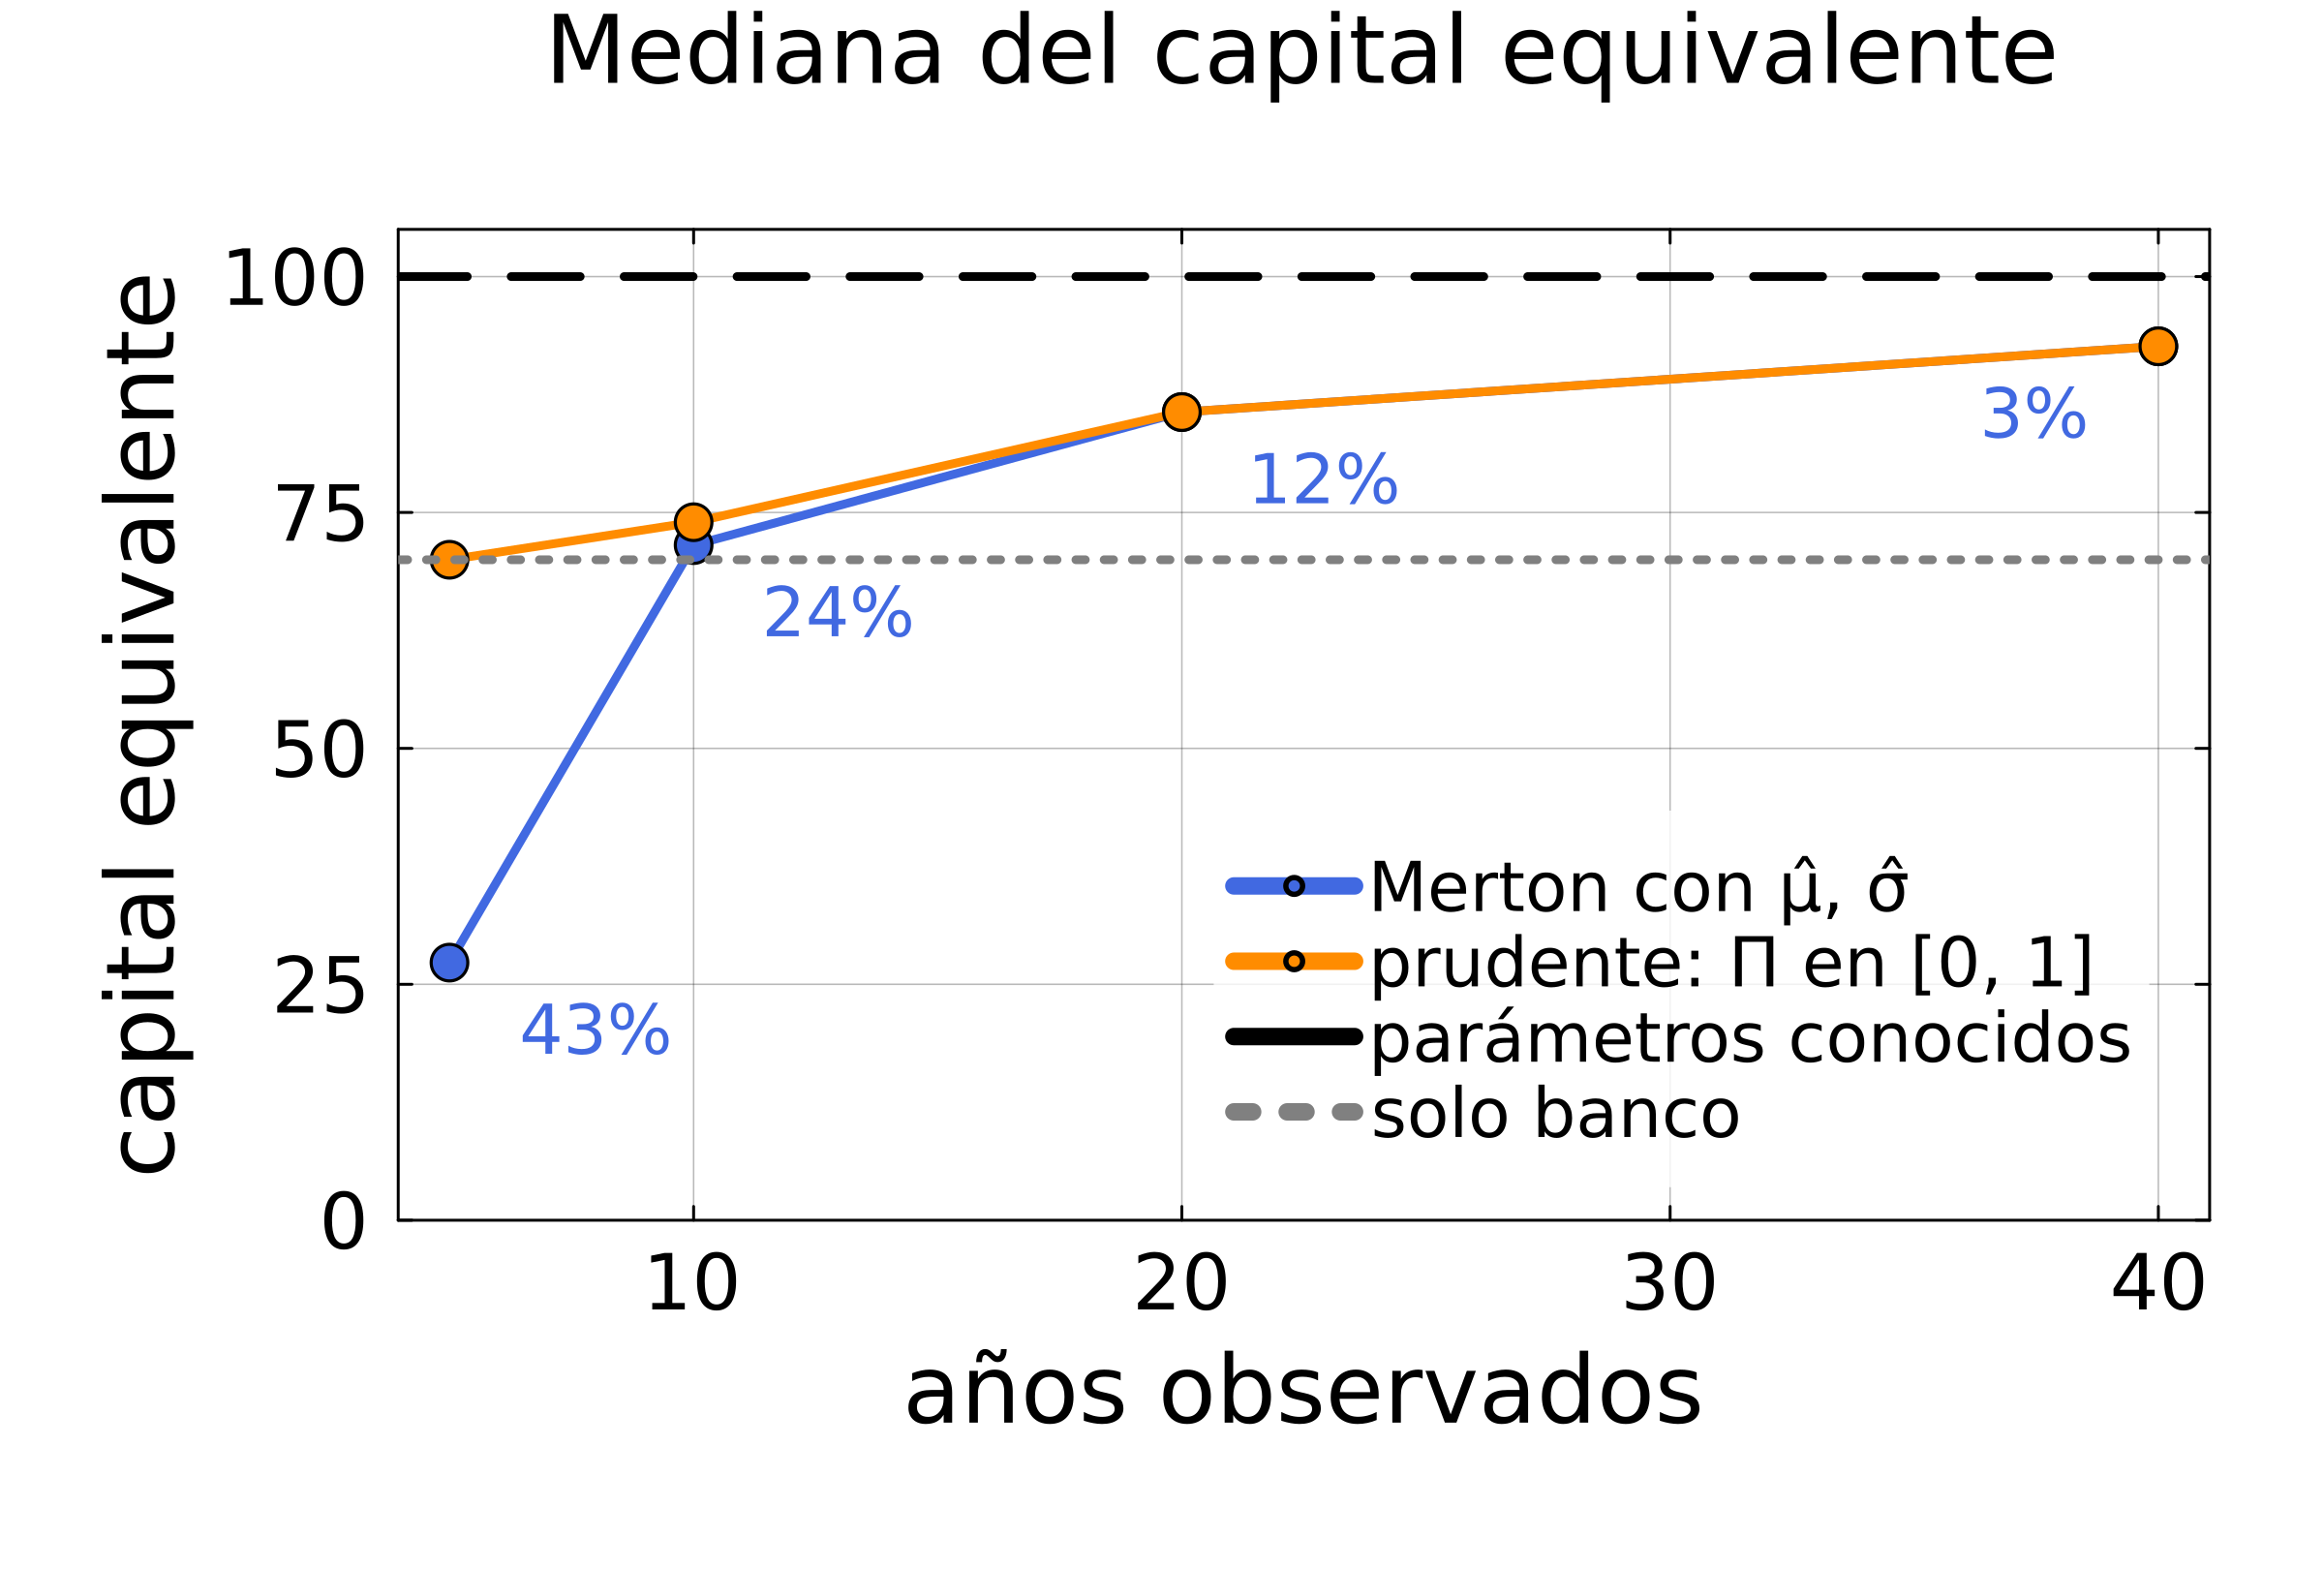 Mediana del capital equivalente
capital equivalente
100
75
50
25
0
43%
24%
12%
3%
Merton con μ̂, σ̂
prudente: Π en [0, 1]
parámetros conocidos
solo banco
10
20
30
40
años observados